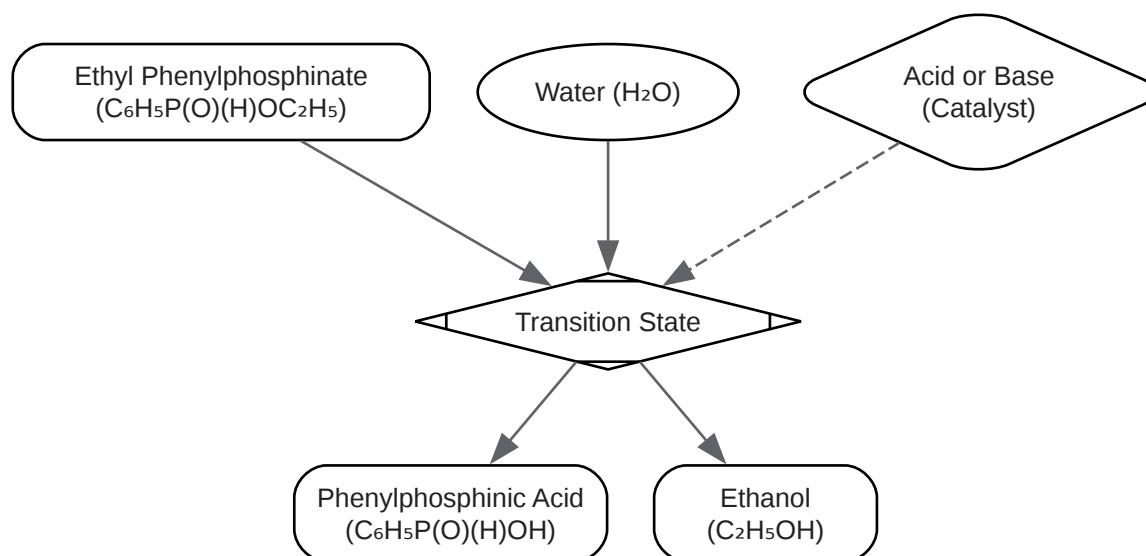 Ethyl Phenylphosphinate
(C₆H₅P(O)(H)OC₂H₅)
Water (H₂O)
Acid or Base
(Catalyst)
Transition State
Phenylphosphinic Acid
(C₆H₅P(O)(H)OH)
Ethanol
(C₂H₅OH)